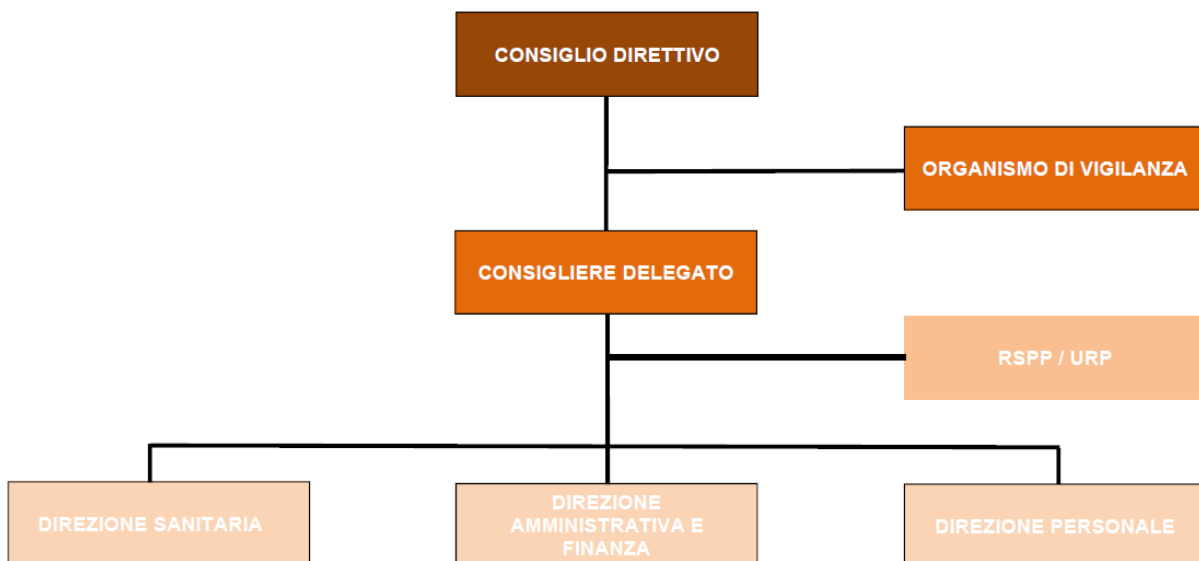 CONSIGLIO DIRETTIVO
ORGANISMO DI VIGILANZA
CONSIGLIERE DELEGATO
RSPP / URP
DIREZIONE SANITARIA
DIREZIONE
AMMINISTRATIVA E
FINANZA
DIREZIONE PERSONALE